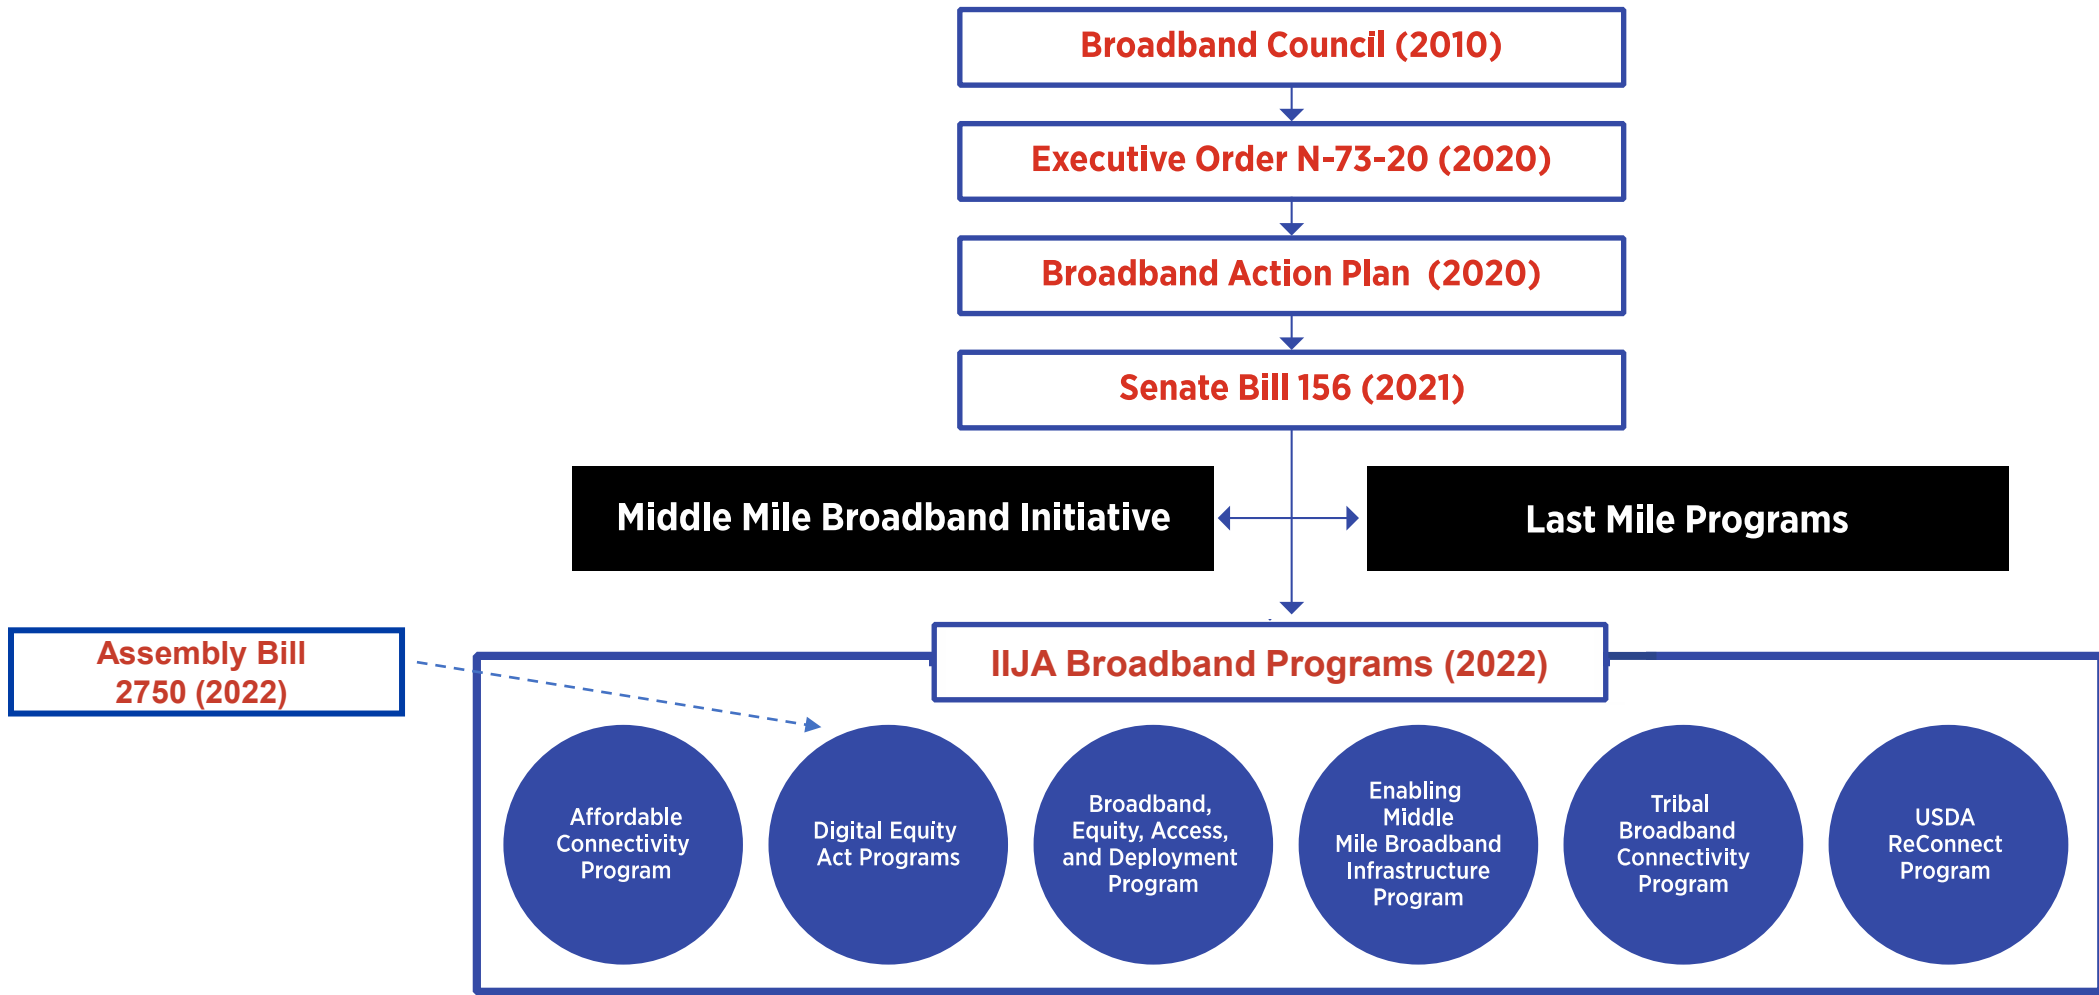 Broadband Council (2010)
Executive Order N-73-20 (2020)
Broadband Action Plan (2020)
Senate Bill 156 (2021)
Middle Mile Broadband Initiative
Last Mile Programs
Assembly Bill
2750 (2022)
IIJA Broadband Programs (2022)
Affordable
Connectivity
Program
Digital Equity
Act Programs
Broadband,
Equity, Access,
and Deployment
Program
Enabling
Middle
Mile Broadband
Infrastructure
Program
Tribal
Broadband
Connectivity
Program
USDA
ReConnect
Program